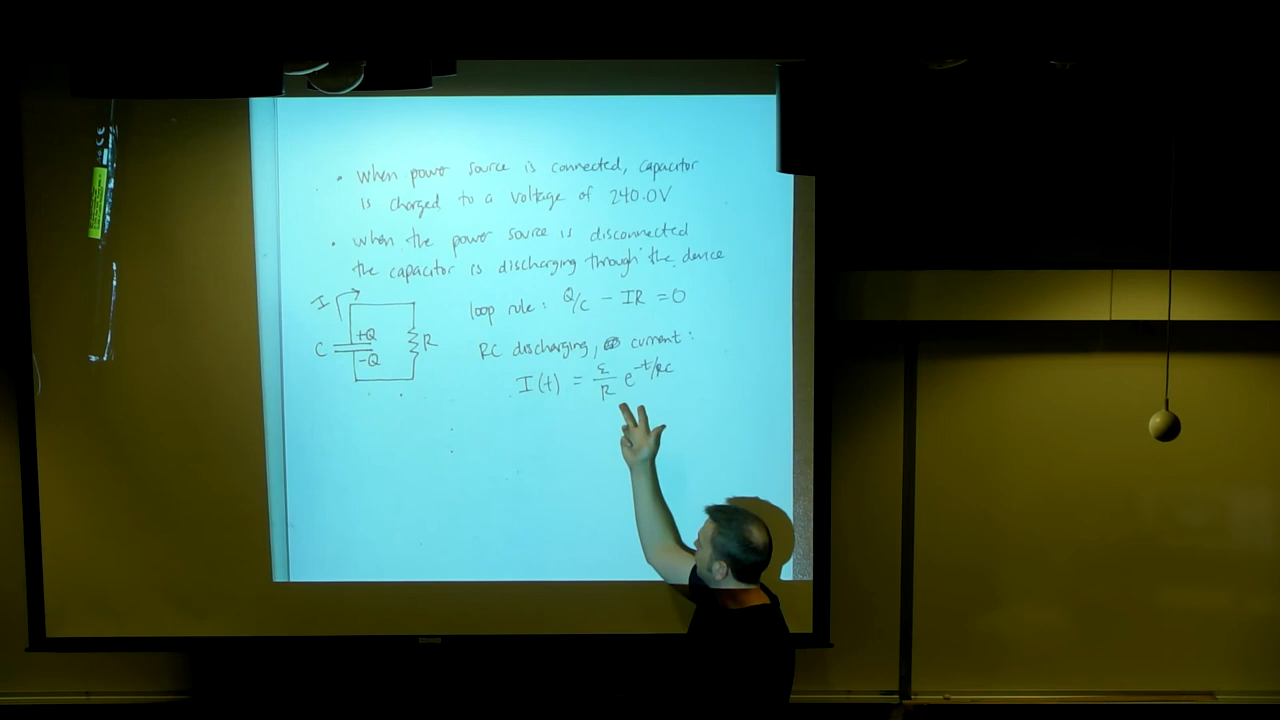 • when power source is connected, capacitor
is charged to a voltage of 240.0V
• when the power source is disconnected
the capacitor is discharging through the device
I
C
+Q
-Q
R
loop rule: Q/C - IR = 0
RC discharging, current:
I(t) = ε/R e^-t/RC